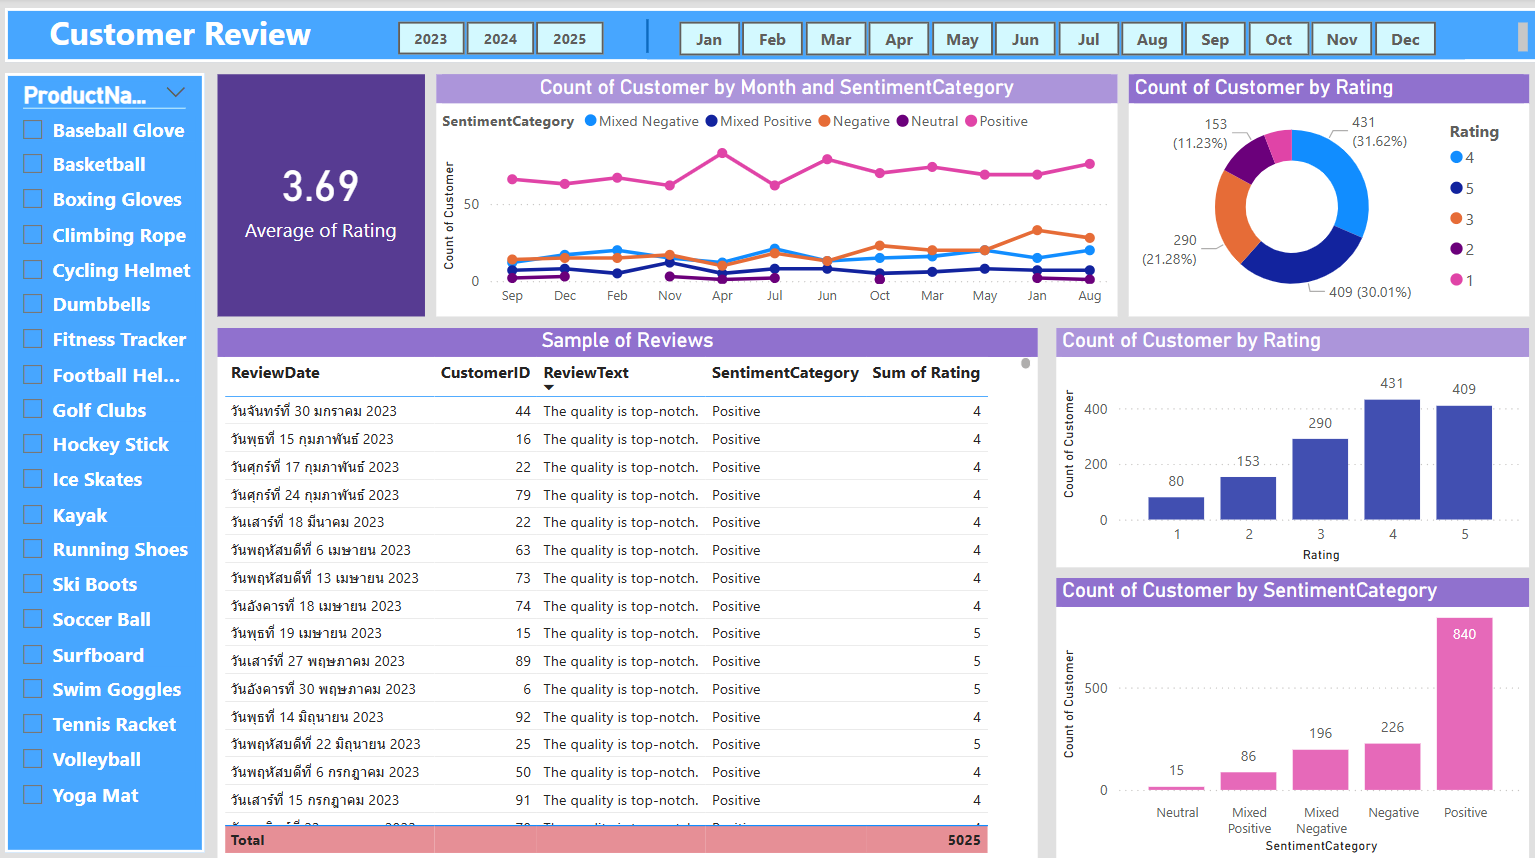 Customer Review
2023 2024 2025
Jan Feb Mar Apr May Jun Jul Aug Sep Oct Nov Dec
ProductNa...
Baseball Glove
Basketball
Boxing Gloves
Climbing Rope
Cycling Helmet
Dumbbells
Fitness Tracker
Football Hel...
Golf Clubs
Hockey Stick
Ice Skates
Kayak
Running Shoes
Ski Boots
Soccer Ball
Surfboard
Swim Goggles
Tennis Racket
Volleyball
Yoga Mat
3.69
Average of Rating
Count of Customer by Month and SentimentCategory
SentimentCategory Mixed Negative Mixed Positive Negative Neutral Positive
Count of Customer
50
0
Sep Dec Feb Nov Apr Jul Jun Oct Mar May Jan Aug
Count of Customer by Rating
153
(11.23%)
431
(31.62%)
290
(21.28%)
409 (30.01%)
Rating
4
5
3
2
1
Sample of Reviews
ReviewDate CustomerID ReviewText SentimentCategory Sum of Rating
วันจันทร์ที่ 30 มกราคม 2023 44 The quality is top-notch. Positive 4
วันพุธที่ 15 กุมภาพันธ์ 2023 16 The quality is top-notch. Positive 4
วันศุกร์ที่ 17 กุมภาพันธ์ 2023 22 The quality is top-notch. Positive 4
วันศุกร์ที่ 24 กุมภาพันธ์ 2023 79 The quality is top-notch. Positive 4
วันเสาร์ที่ 18 มีนาคม 2023 22 The quality is top-notch. Positive 4
วันพฤหัสบดีที่ 6 เมษายน 2023 63 The quality is top-notch. Positive 4
วันพฤหัสบดีที่ 13 เมษายน 2023 73 The quality is top-notch. Positive 4
วันอังคารที่ 18 เมษายน 2023 74 The quality is top-notch. Positive 4
วันพุธที่ 19 เมษายน 2023 15 The quality is top-notch. Positive 5
วันเสาร์ที่ 27 พฤษภาคม 2023 89 The quality is top-notch. Positive 5
วันอังคารที่ 30 พฤษภาคม 2023 6 The quality is top-notch. Positive 5
วันพุธที่ 14 มิถุนายน 2023 92 The quality is top-notch. Positive 4
วันพฤหัสบดีที่ 22 มิถุนายน 2023 25 The quality is top-notch. Positive 5
วันพฤหัสบดีที่ 6 กรกฎาคม 2023 50 The quality is top-notch. Positive 4
วันเสาร์ที่ 15 กรกฎาคม 2023 91 The quality is top-notch. Positive 4
Total 5025
Count of Customer by Rating
Count of Customer
400
200
0
80
153
290
431
409
1 2 3 4 5
Rating
Count of Customer by SentimentCategory
Count of Customer
500
0
15
86
196
226
840
Neutral
Mixed Positive
Mixed Negative
Negative
Positive
SentimentCategory